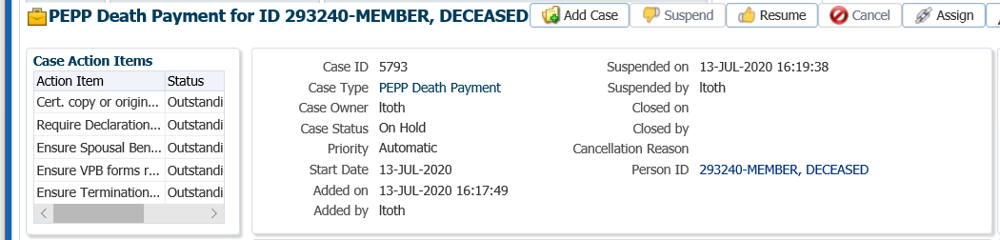 PEPP Death Payment for ID 293240-MEMBER, DECEASED
Add Case Suspend Resume Cancel Assign
Case Action Items
Action Item Status
Cert. copy or origin... Outstandi
Require Declaration... Outstandi
Ensure Spousal Ben... Outstandi
Ensure VPB forms r... Outstandi
Ensure Termination... Outstandi
Case ID 5793
Case Type PEPP Death Payment
Case Owner ltoth
Case Status On Hold
Priority Automatic
Start Date 13-JUL-2020
Added on 13-JUL-2020 16:17:49
Added by ltoth
Suspended on 13-JUL-2020 16:19:38
Suspended by ltoth
Closed on
Closed by
Cancellation Reason
Person ID 293240-MEMBER, DECEASED